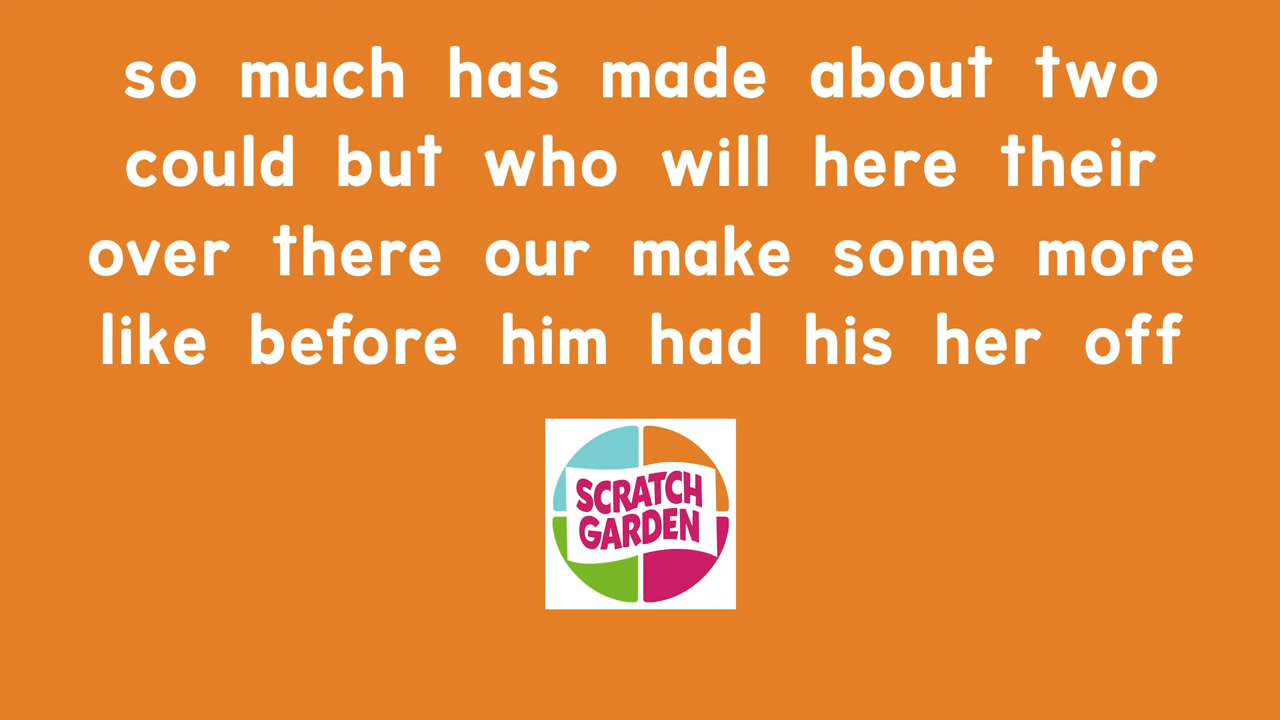 so much has made about two
could but who will here their
over there our make some more
like before him had his her off
SCRATCH
GARDEN